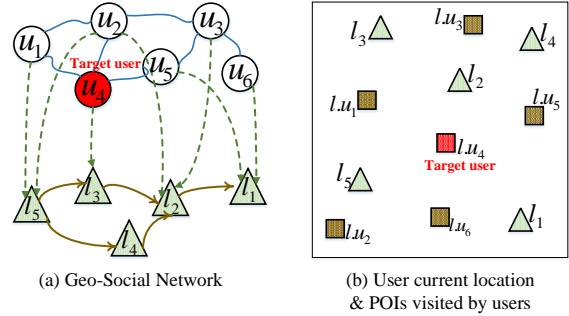 u2
u3
u1
Target user
u5
u6
u4
l3
l1
l5
l2
l4
(a) Geo-Social Network
l3
l.u3
l4
l2
l.u1
l.u5
l.u4
Target user
l5
l.u2
l.u6
l1
(b) User current location
& POIs visited by users